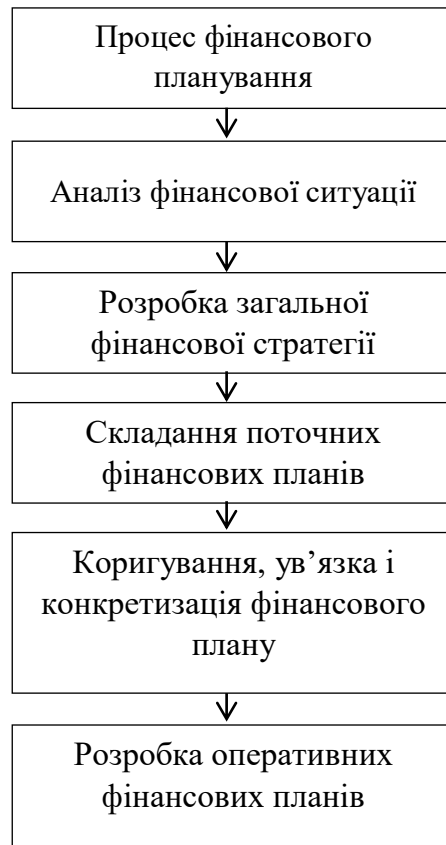 Процес фінансового
планування
Аналіз фінансової ситуації
Розробка загальної
фінансової стратегії
Складання поточних
фінансових планів
Коригування, ув’язка і
конкретизація фінансового
плану
Розробка оперативних
фінансових планів